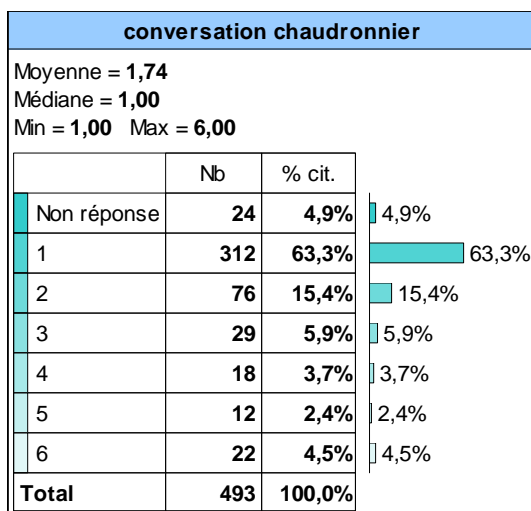 conversation chaudronnier
Moyenne = 1,74
Médiane = 1,00
Min = 1,00 Max = 6,00
Nb % cit.
Non réponse 24 4,9% 4,9%
1 312 63,3% 63,3%
2 76 15,4% 15,4%
3 29 5,9% 5,9%
4 18 3,7% 3,7%
5 12 2,4% 2,4%
6 22 4,5% 4,5%
Total 493 100,0%